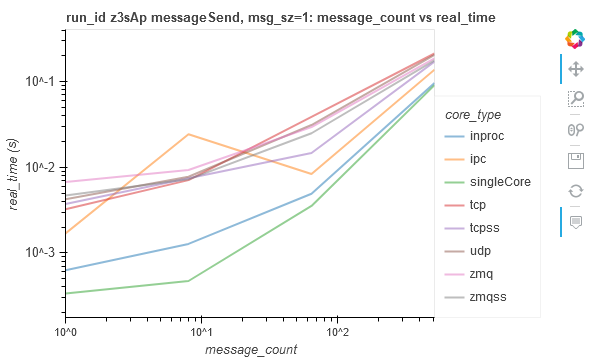 run_id z3sAp messageSend, msg_sz=1: message_count vs real_time
10^-1
10^-2
10^-3
real_time (s)
10^0
10^1
10^2
message_count
core_type
inproc
ipc
singleCore
tcp
tcpss
udp
zmq
zmqss